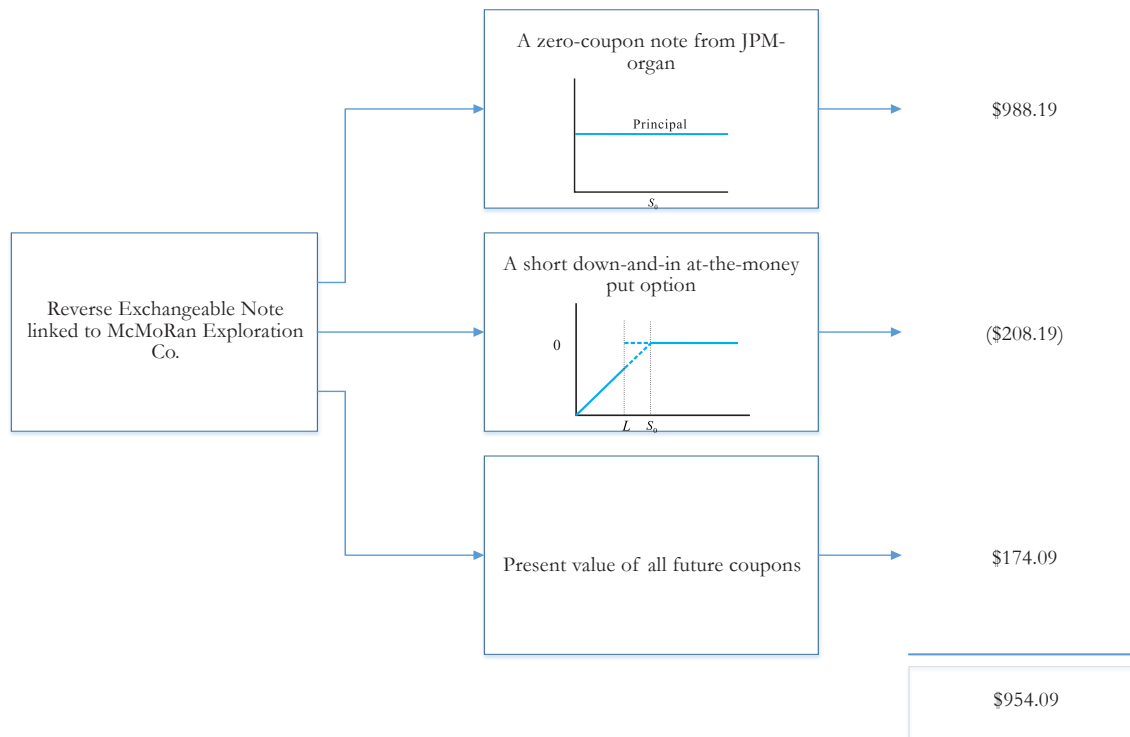 A zero-coupon note from JPM-
organ
Principal
S₀
$988.19
Reverse Exchangeable Note
linked to McMoRan Exploration
Co.
A short down-and-in at-the-money
put option
0
L S₀
($208.19)
Present value of all future coupons
$174.09
$954.09